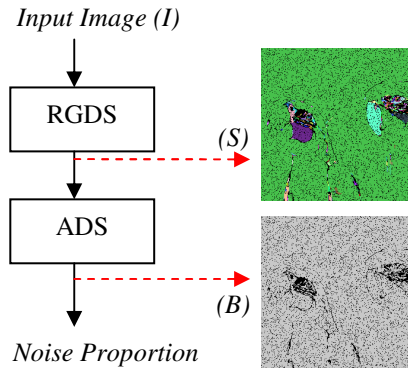 Input Image (I)
RGDS
(S)
ADS
(B)
Noise Proportion